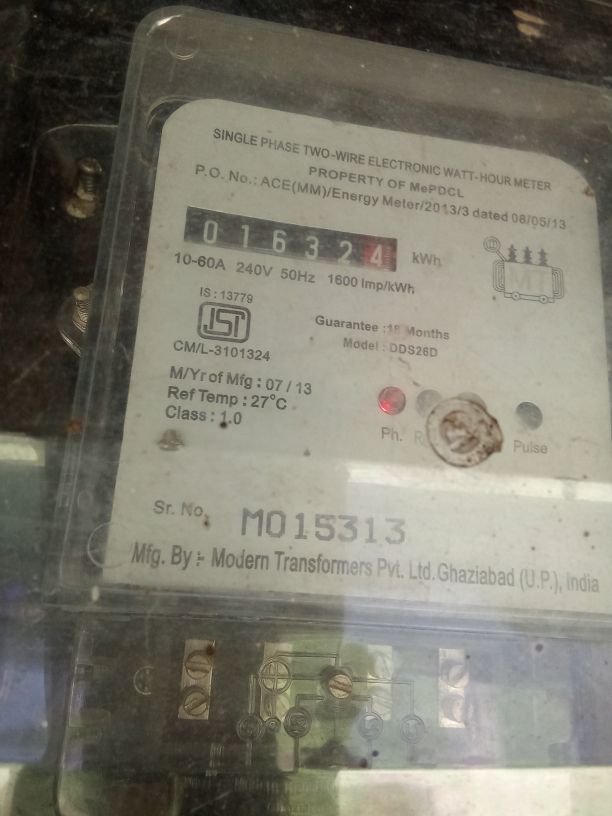 SINGLE PHASE TWO-WIRE ELECTRONIC WATT-HOUR METER
PROPERTY OF MePDCL
P.O. No.: ACE(MM)/Energy Meter/2013/3 dated 08/05/13
016324 kWh
10-60A 240V 50Hz 1600 Imp/kWh
MT
IS : 13779
ISI
CM/L-3101324
Guarantee :18 Months
Model : DDS26D
M/Yr of Mfg : 07 / 13
Ref Temp : 27°C
Class : 1.0
Ph. Pulse
Sr. No. M015313
Mfg. By :- Modern Transformers Pvt. Ltd. Ghaziabad (U.P.), India